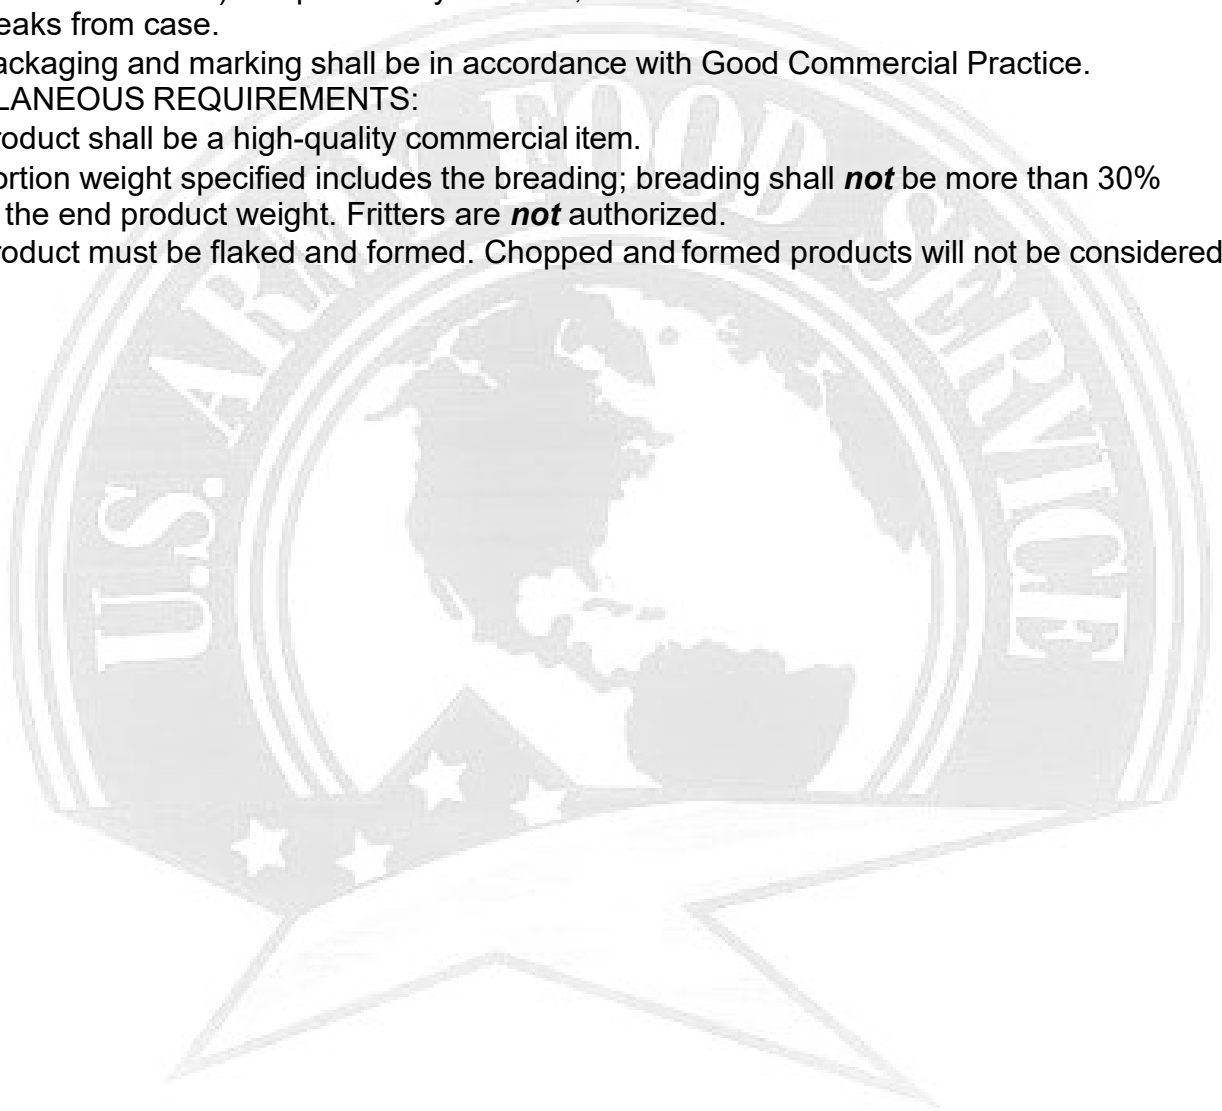 eaks from case.
ackaging and marking shall be in accordance with Good Commercial Practice.
LANEOUS REQUIREMENTS:
roduct shall be a high-quality commercial item.
ortion weight specified includes the breading; breading shall not be more than 30%
the end product weight. Fritters are not authorized.
roduct must be flaked and formed. Chopped and formed products will not be considered
U.S. ARMY FOOD SERVICE